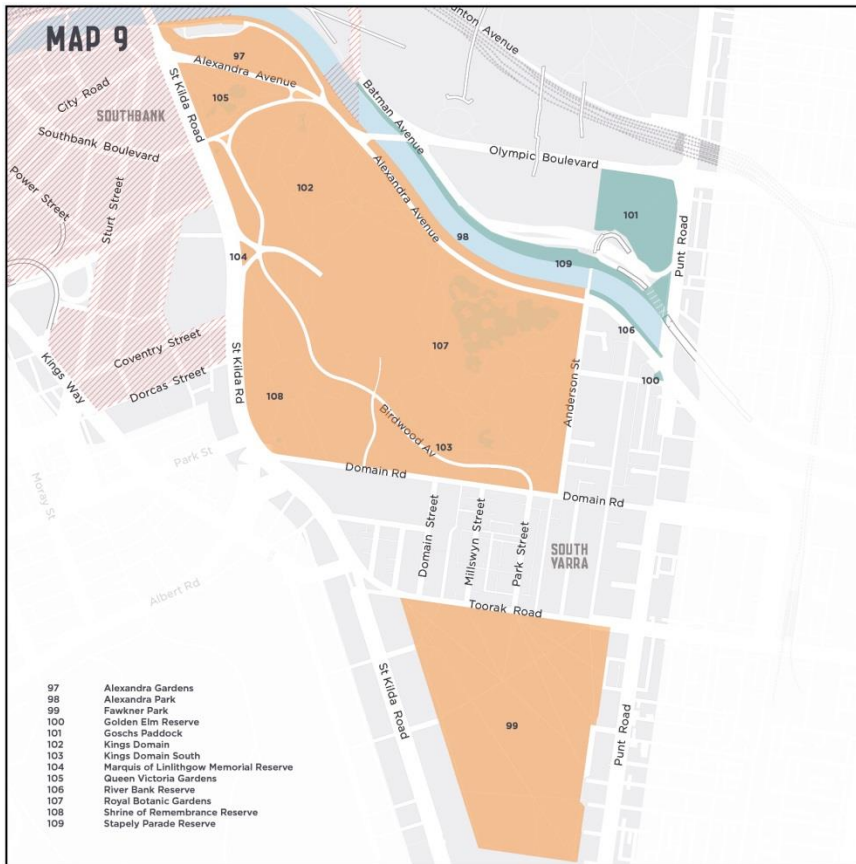 MAP 9
ghton Avenue
97
Alexandra Avenue
St Kilda Road
City Road
105
SOUTHBANK
Batman Avenue
Southbank Boulevard
Olympic Boulevard
Power Street
Sturt Street
102
Alexandra Avenue
101
Punt Road
98
104
109
Coventry Street
106
St Kilda Rd
107
Kings Way
Dorcas Street
Anderson St
100
108
Birdwood Av
103
Park St
Domain Rd
Moray St
Domain Rd
Domain Street
Millswyn Street
Park Street
SOUTH
YARRA
Albert Rd
Toorak Road
St Kilda Road
99
Punt Road
97 Alexandra Gardens
98 Alexandra Park
99 Fawkner Park
100 Golden Elm Reserve
101 Goschs Paddock
102 Kings Domain
103 Kings Domain South
104 Marquis of Linlithgow Memorial Reserve
105 Queen Victoria Gardens
106 River Bank Reserve
107 Royal Botanic Gardens
108 Shrine of Remembrance Reserve
109 Stapely Parade Reserve